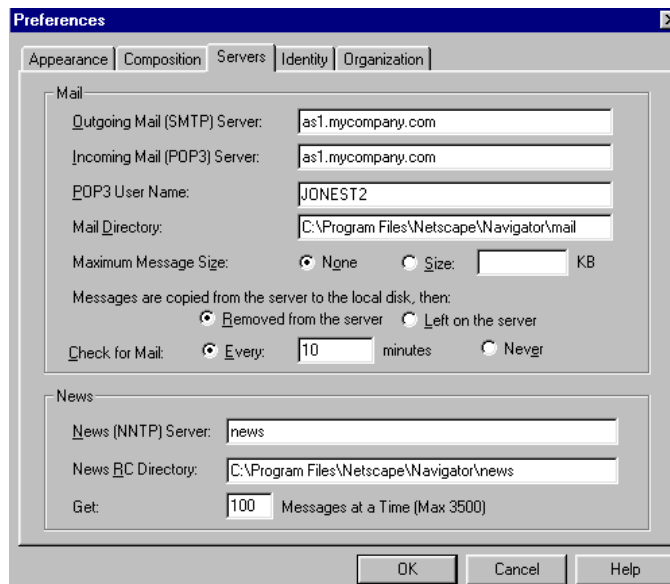 Preferences
Appearance Composition Servers Identity Organization
Mail
Outgoing Mail (SMTP) Server: as1.mycompany.com
Incoming Mail (POP3) Server: as1.mycompany.com
POP3 User Name: JONEST2
Mail Directory: C:\Program Files\Netscape\Navigator\mail
Maximum Message Size: None Size: KB
Messages are copied from the server to the local disk, then:
Removed from the server Left on the server
Check for Mail: Every: 10 minutes Never
News
News (NNTP) Server: news
News RC Directory: C:\Program Files\Netscape\Navigator\news
Get: 100 Messages at a Time (Max 3500)
OK Cancel Help